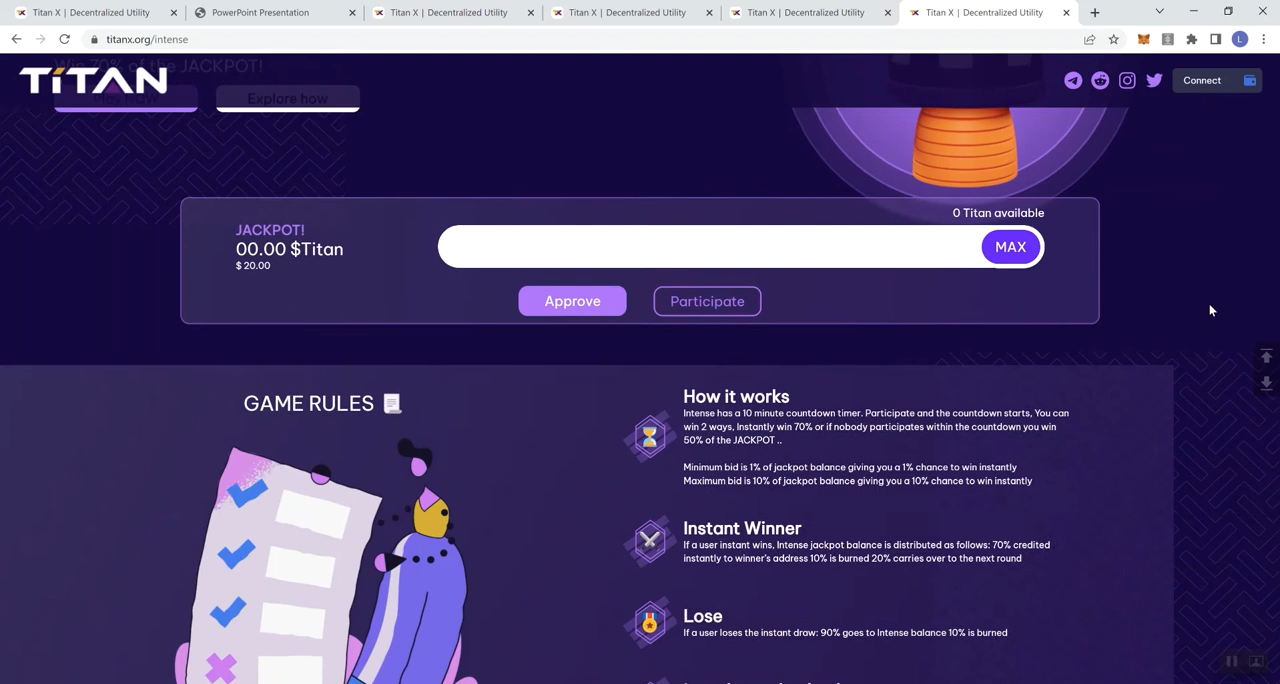 Titan X | Decentralized Utility
PowerPoint Presentation
Titan X | Decentralized Utility
Titan X | Decentralized Utility
Titan X | Decentralized Utility
Titan X | Decentralized Utility
titanx.org/intense
L
Win 70% of the JACKPOT!
TITAN
Play NOW
Explore how
Connect
0 Titan available
JACKPOT!
00.00 $Titan
$ 20.00
MAX
Approve
Participate
GAME RULES
How it works
Intense has a 10 minute countdown timer. Participate and the countdown starts, You can
win 2 ways, Instantly win 70% or if nobody participates within the countdown you win
50% of the JACKPOT ..
Minimum bid is 1% of jackpot balance giving you a 1% chance to win instantly
Maximum bid is 10% of jackpot balance giving you a 10% chance to win instantly
Instant Winner
If a user instant wins, Intense jackpot balance is distributed as follows: 70% credited
instantly to winner's address 10% is burned 20% carries over to the next round
Lose
If a user loses the instant draw: 90% goes to Intense balance 10% is burned